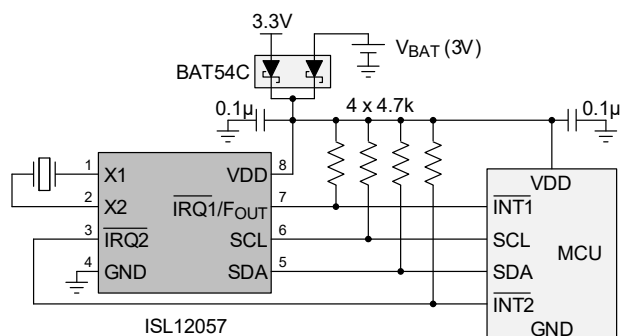 3.3V
VBAT (3V)
BAT54C
0.1µ
4 x 4.7k
0.1µ
1 X1 VDD 8
2 X2 IRQ1/FOUT 7
3 IRQ2 SCL 6
4 GND SDA 5
ISL12057
VDD
INT1
SCL
MCU
SDA
INT2
GND